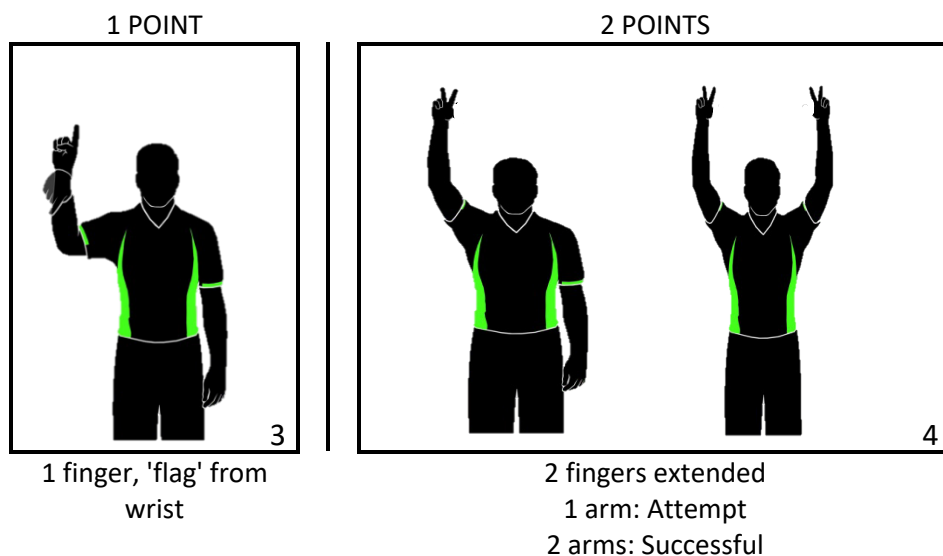 1 POINT
2 POINTS
3
4
1 finger, 'flag' from
wrist
2 fingers extended
1 arm: Attempt
2 arms: Successful